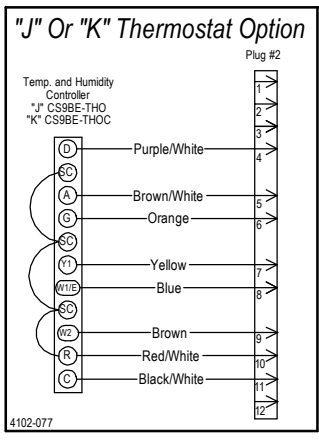 "J" Or "K" Thermostat Option
Plug #2
Temp. and Humidity
Controller
"J" CS9BE-THO
"K" CS9BE-THOC
1
2
3
D Purple/White 4
SC
A Brown/White 5
G Orange 6
SC
Y1 Yellow 7
W1/E Blue 8
SC
W2 Brown 9
R Red/White 10
C Black/White 11
12
4102-077